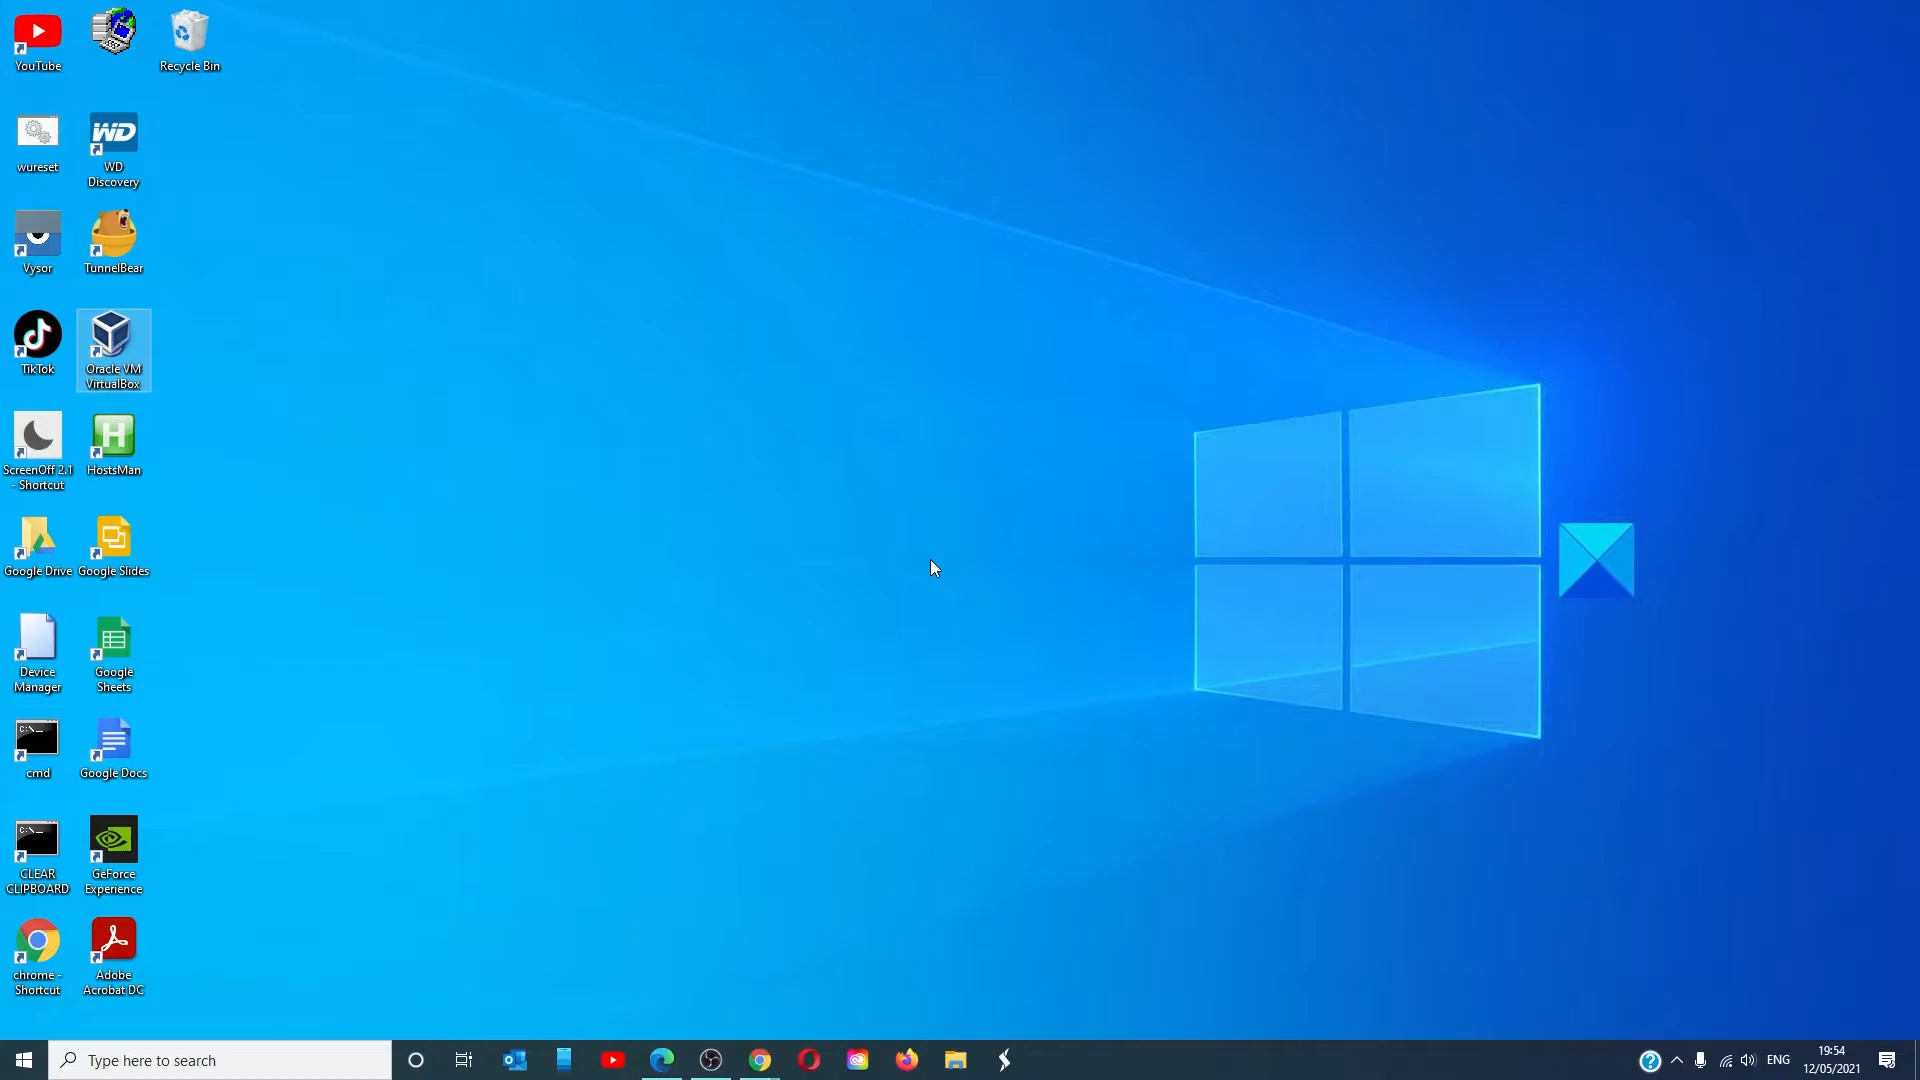 YouTube
Recycle Bin
wureset
WD
WD
Discovery
Vysor
TunnelBear
TikTok
Oracle VM
VirtualBox
ScreenOff 2.1
- Shortcut
H
HostsMan
Google Drive
Google Slides
Device
Manager
Google
Sheets
C:\_
cmd
Google Docs
C:\_
CLEAR
CLIPBOARD
GeForce
Experience
chrome -
Shortcut
Adobe
Acrobat DC
Type here to search
ENG
19:54
12/05/2021